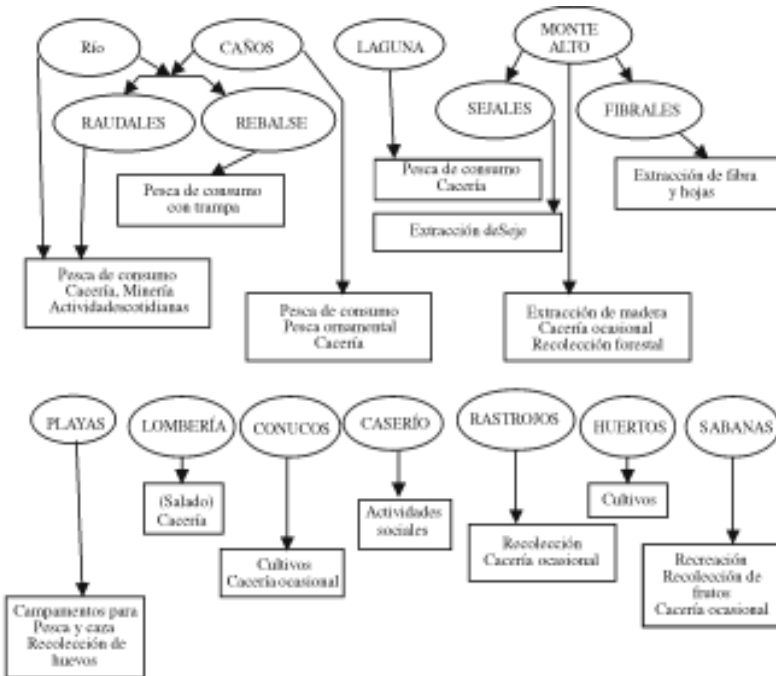 Río
CAÑOS
LAGUNA
MONTE
ALTO
RAUDALES
REBALSE
SEJALES
FIBRALES
Pesca de consumo
con trampa
Pesca de consumo
Cacería
Extracción de fibra
y hojas
Extracción deSeje
Pesca de consumo
Cacería, Minería
Actividadescotidianas
Pesca de consumo
Pesca ornamental
Cacería
Extracción de madera
Cacería ocasional
Recolección forestal
PLAYAS
LOMBERÍA
CONUCOS
CASERÍO
RASTROJOS
HUERTOS
SABANAS
(Salado)
Cacería
Actividades
sociales
Cultivos
Cultivos
Cacería ocasional
Recolección
Cacería ocasional
Recreación
Recolección de
frutos
Cacería ocasional
Campamentos para
Pesca y caza
Recolección de
huevos